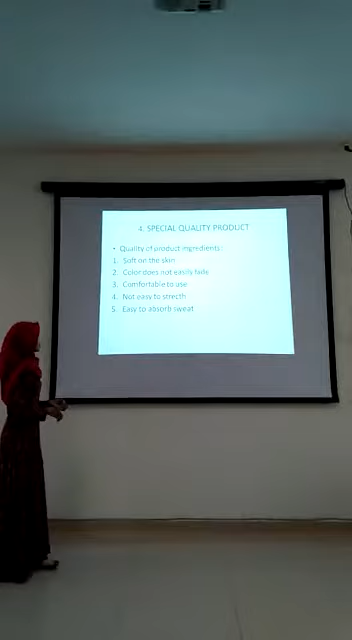 4. SPECIAL QUALITY PRODUCT
• Quality of product ingredients:
1. Soft on the skin
2. Color does not easily fade
3. Comfortable to use
4. Not easy to strecth
5. Easy to absorb sweat